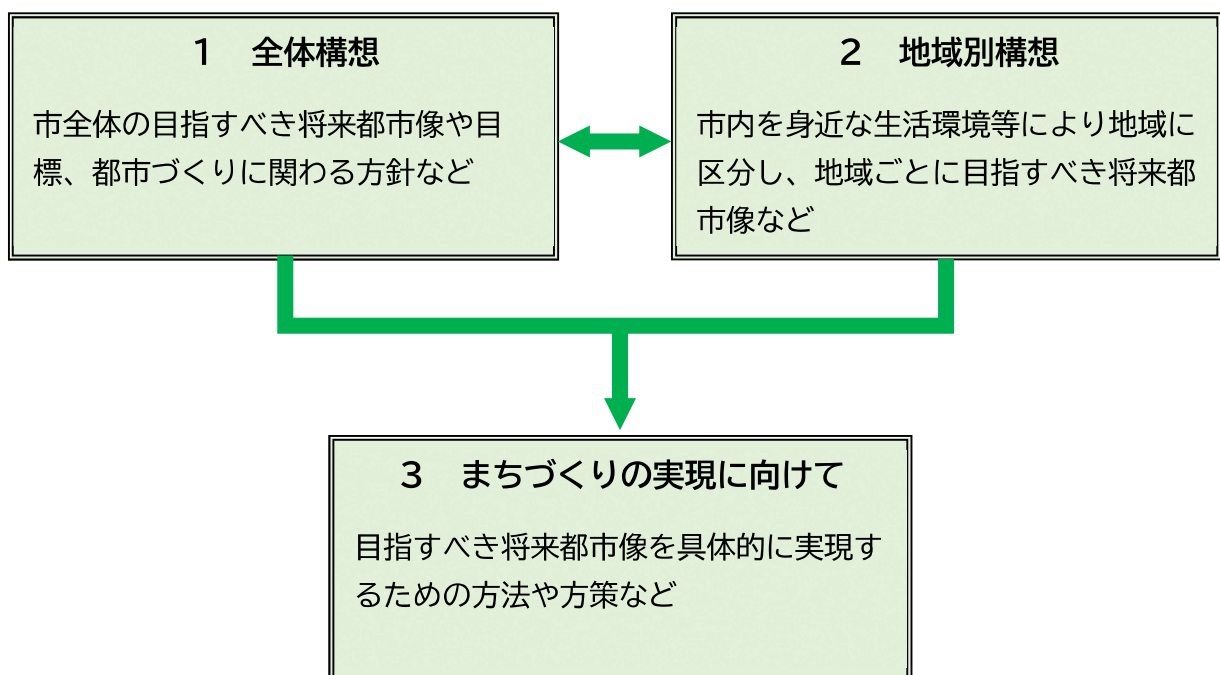 1　全体構想
市全体の目指すべき将来都市像や目
標、都市づくりに関わる方針など
2　地域別構想
市内を身近な生活環境等により地域に
区分し、地域ごとに目指すべき将来都
市像など
3　まちづくりの実現に向けて
目指すべき将来都市像を具体的に実現す
るための方法や方策など